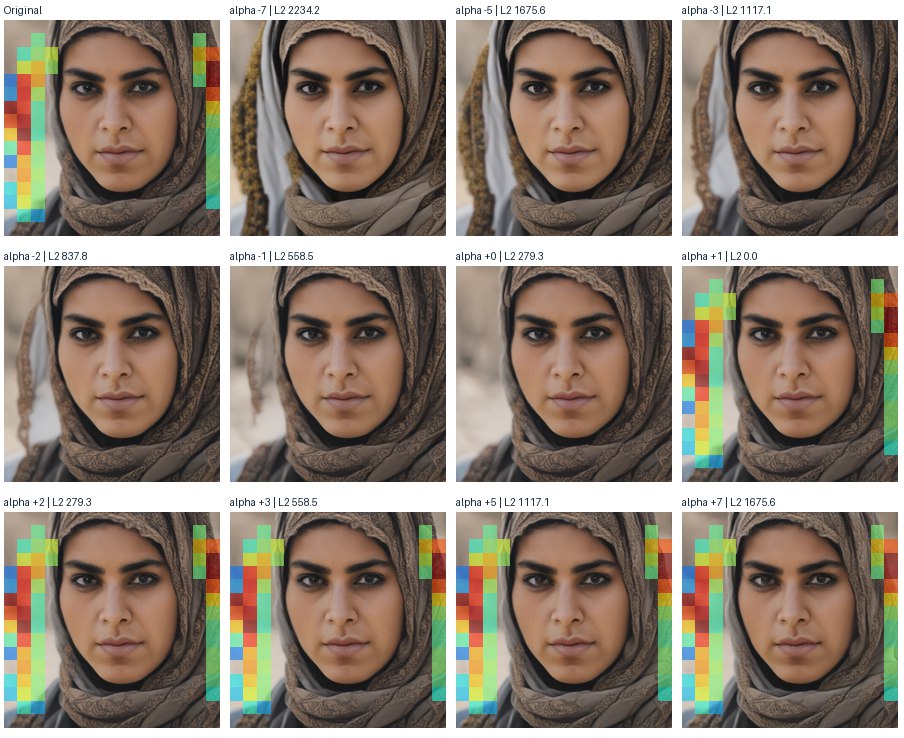 Original
alpha -7 | L2 2234.2
alpha -5 | L2 1675.6
alpha -3 | L2 1117.1
alpha -2 | L2 837.8
alpha -1 | L2 558.5
alpha +0 | L2 279.3
alpha +1 | L2 0.0
alpha +2 | L2 279.3
alpha +3 | L2 558.5
alpha +5 | L2 1117.1
alpha +7 | L2 1675.6